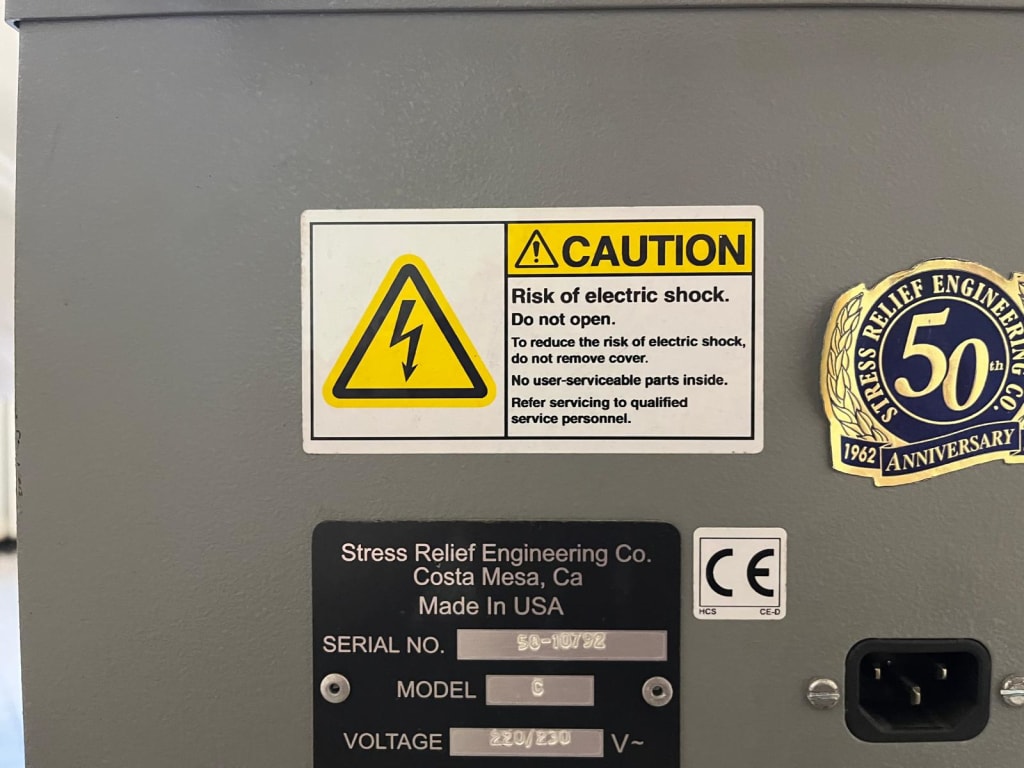 CAUTION
Risk of electric shock.
Do not open.
To reduce the risk of electric shock,
do not remove cover.
No user-serviceable parts inside.
Refer servicing to qualified
service personnel.
STRESS RELIEF ENGINEERING CO.
50th
1962 ANNIVERSARY
Stress Relief Engineering Co.
Costa Mesa, Ca
Made In USA
SERIAL NO. 50-10792
MODEL C
VOLTAGE 220/230 V~
CE
HCS CE-D